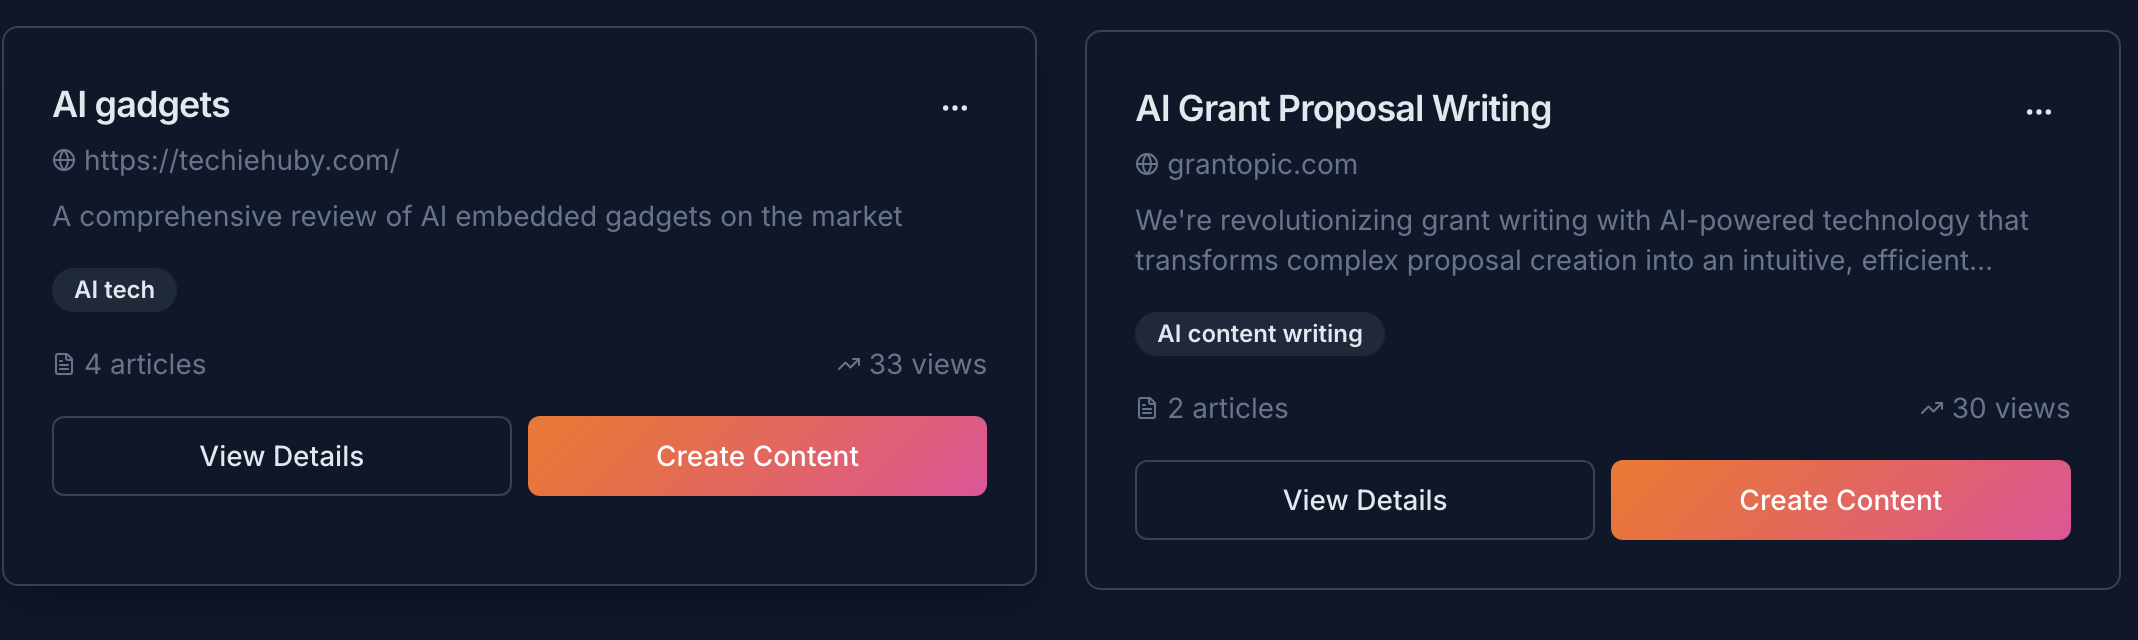 AI gadgets
https://techiehuby.com/
A comprehensive review of AI embedded gadgets on the market
AI tech
4 articles
33 views
View Details
Create Content
AI Grant Proposal Writing
grantopic.com
We're revolutionizing grant writing with AI-powered technology that
transforms complex proposal creation into an intuitive, efficient...
AI content writing
2 articles
30 views
View Details
Create Content